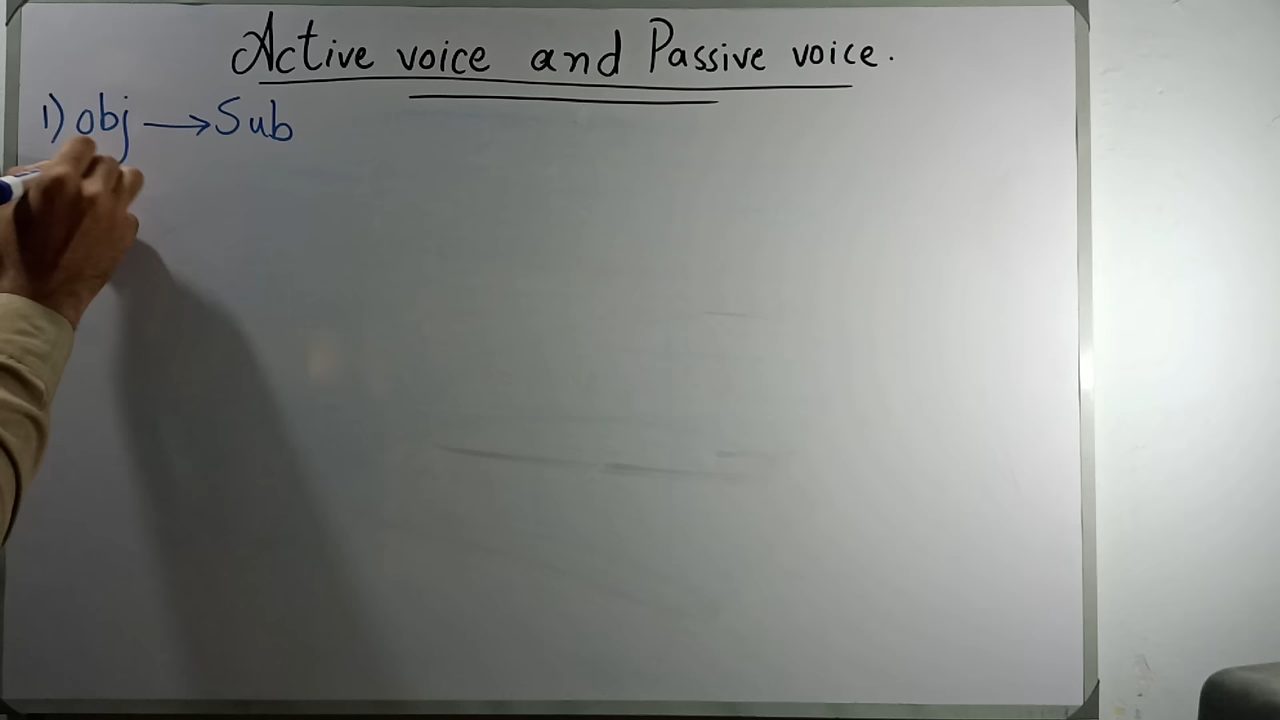 Active voice and Passive voice.
1) obj → Sub